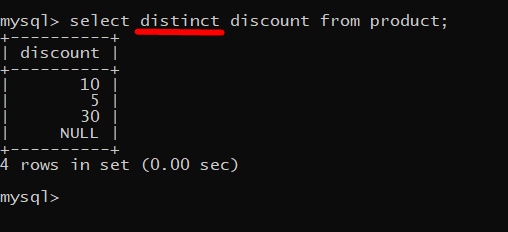 mysql> select distinct discount from product;
+----------+
| discount |
+----------+
|       10 |
|        5 |
|       30 |
|     NULL |
+----------+
4 rows in set (0.00 sec)
mysql>